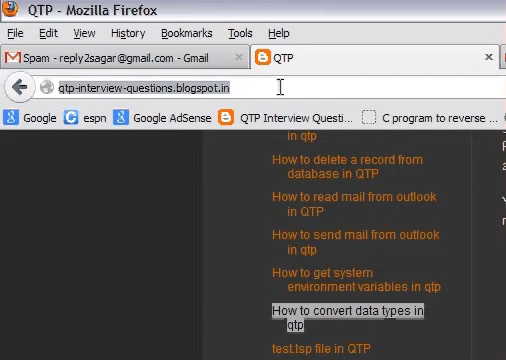 QTP - Mozilla Firefox
File Edit View History Bookmarks Tools Help
Spam - reply2sagar@gmail.com - Gmail × QTP ×
qtp-interview-questions.blogspot.in
Google espn Google AdSense QTP Interview Questi... C program to reverse ...
in qtp
How to delete a record from
database in QTP
How to read mail from outlook
in QTP
How to send mail from outlook
in qtp
How to get system
environment variables in qtp
How to convert data types in
qtp
test.tsp file in QTP